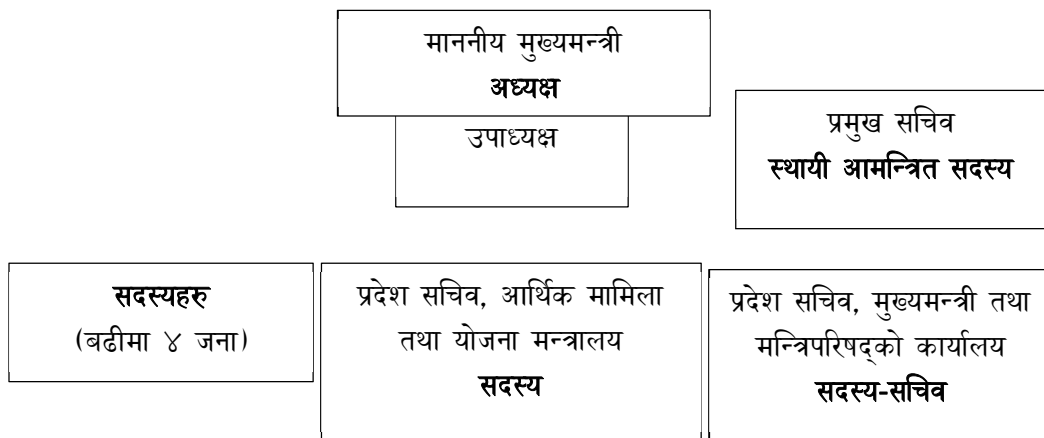 माननीय मुख्यमन्त्री
अध्यक्ष
उपाध्यक्ष
प्रमुख सचिव
स्थायी आमन्त्रित सदस्य
सदस्यहरु
(बढीमा ४ जना)
प्रदेश सचिव, आर्थिक मामिला
तथा योजना मन्त्रालय
सदस्य
प्रदेश सचिव, मुख्यमन्त्री तथा
मन्त्रिपरिषद्को कार्यालय
सदस्य-सचिव